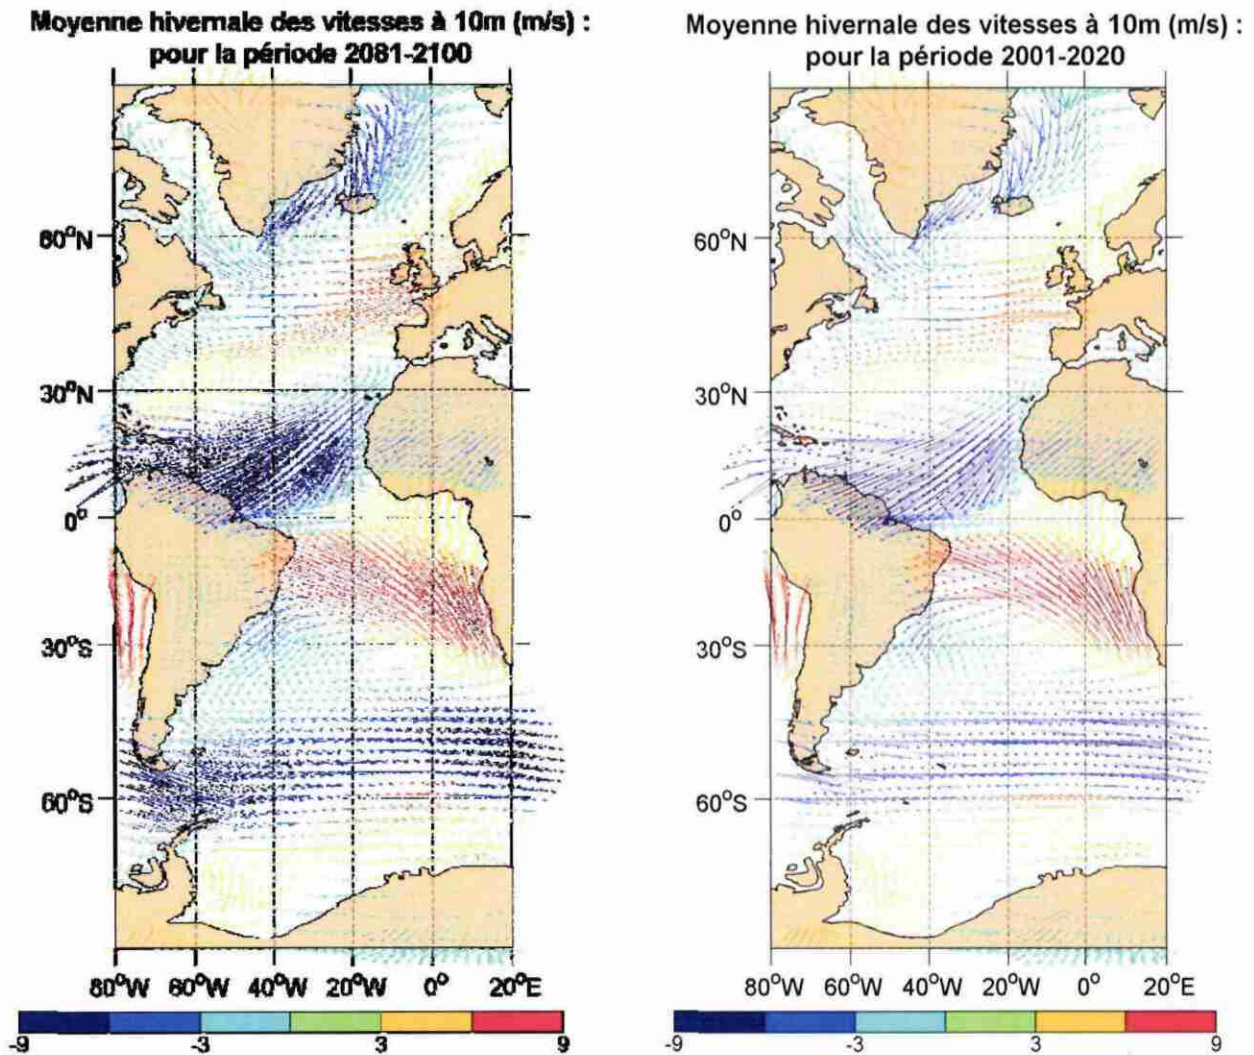 Moyenne hivernale des vitesses à 10m (m/s) :
pour la période 2081-2100
60°N
30°N
0°
30°S
60°S
80°W 60°W 40°W 20°W 0° 20°E
-9 -3 3 9
Moyenne hivernale des vitesses à 10m (m/s) :
pour la période 2001-2020
60°N
30°N
0°
30°S
60°S
80°W 60°W 40°W 20°W 0° 20°E
-9 -3 3 9